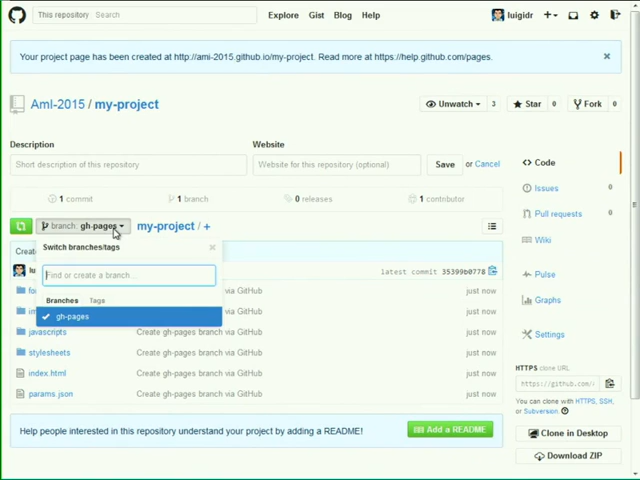 This repository Search Explore Gist Blog Help luigidr
Your project page has been created at http://ami-2015.github.io/my-project. Read more at https://help.github.com/pages.
AmI-2015 / my-project Unwatch 3 Star 0 Fork 0
Description Website
Short description of this repository Website for this repository (optional) Save or Cancel
1 commit 1 branch 0 releases 1 contributor
branch: gh-pages my-project / +
Create
Switch branches/tags
latest commit 35399b0778
Find or create a branch...
via GitHub just now
Branches Tags
via GitHub just now
gh-pages
javascripts Create gh-pages branch via GitHub just now
stylesheets Create gh-pages branch via GitHub just now
index.html Create gh-pages branch via GitHub just now
params.json Create gh-pages branch via GitHub just now
Help people interested in this repository understand your project by adding a README! Add a README
Code
Issues 0
Pull requests 0
Wiki
Pulse
Graphs
Settings
HTTPS clone URL
https://github.com/
You can clone with HTTPS, SSH,
or Subversion.
Clone in Desktop
Download ZIP